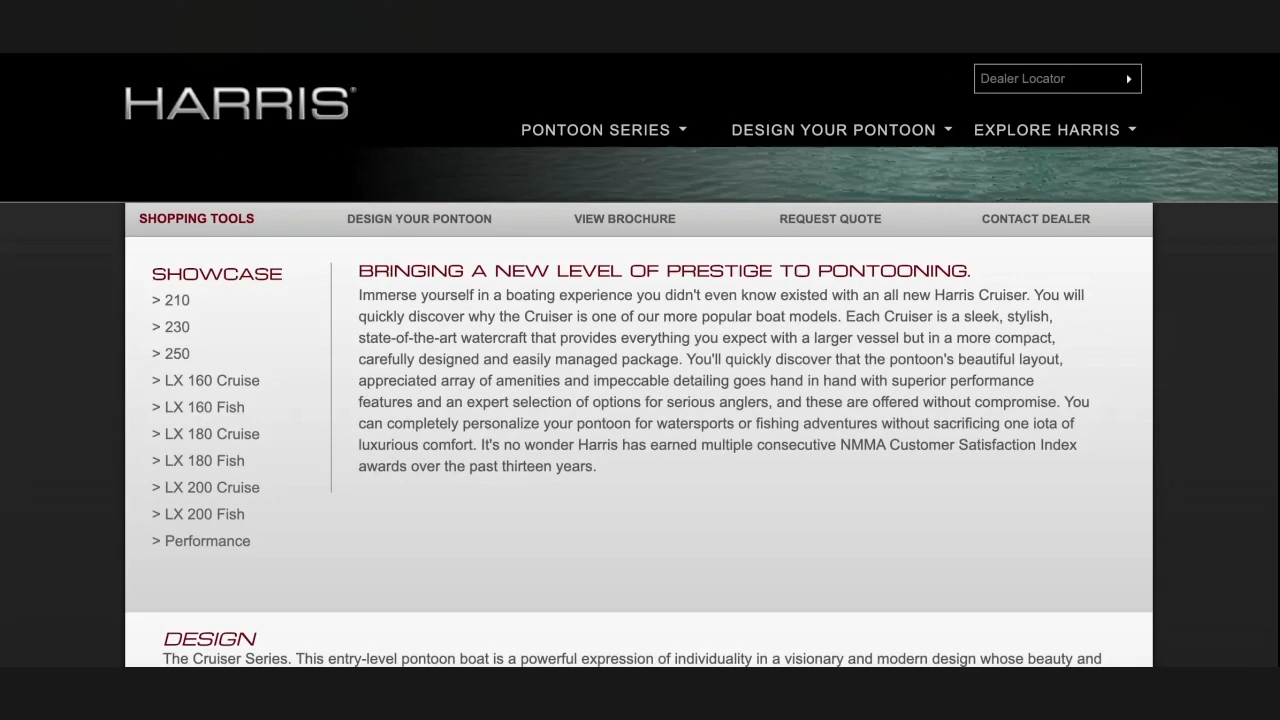 HARRIS®
Dealer Locator
PONTOON SERIES
DESIGN YOUR PONTOON
EXPLORE HARRIS
SHOPPING TOOLS
DESIGN YOUR PONTOON
VIEW BROCHURE
REQUEST QUOTE
CONTACT DEALER
SHOWCASE
> 210
> 230
> 250
> LX 160 Cruise
> LX 160 Fish
> LX 180 Cruise
> LX 180 Fish
> LX 200 Cruise
> LX 200 Fish
> Performance
BRINGING A NEW LEVEL OF PRESTIGE TO PONTOONING.
Immerse yourself in a boating experience you didn't even know existed with an all new Harris Cruiser. You will
quickly discover why the Cruiser is one of our more popular boat models. Each Cruiser is a sleek, stylish,
state-of-the-art watercraft that provides everything you expect with a larger vessel but in a more compact,
carefully designed and easily managed package. You'll quickly discover that the pontoon's beautiful layout,
appreciated array of amenities and impeccable detailing goes hand in hand with superior performance
features and an expert selection of options for serious anglers, and these are offered without compromise. You
can completely personalize your pontoon for watersports or fishing adventures without sacrificing one iota of
luxurious comfort. It's no wonder Harris has earned multiple consecutive NMMA Customer Satisfaction Index
awards over the past thirteen years.
DESIGN
The Cruiser Series. This entry-level pontoon boat is a powerful expression of individuality in a visionary and modern design whose beauty and